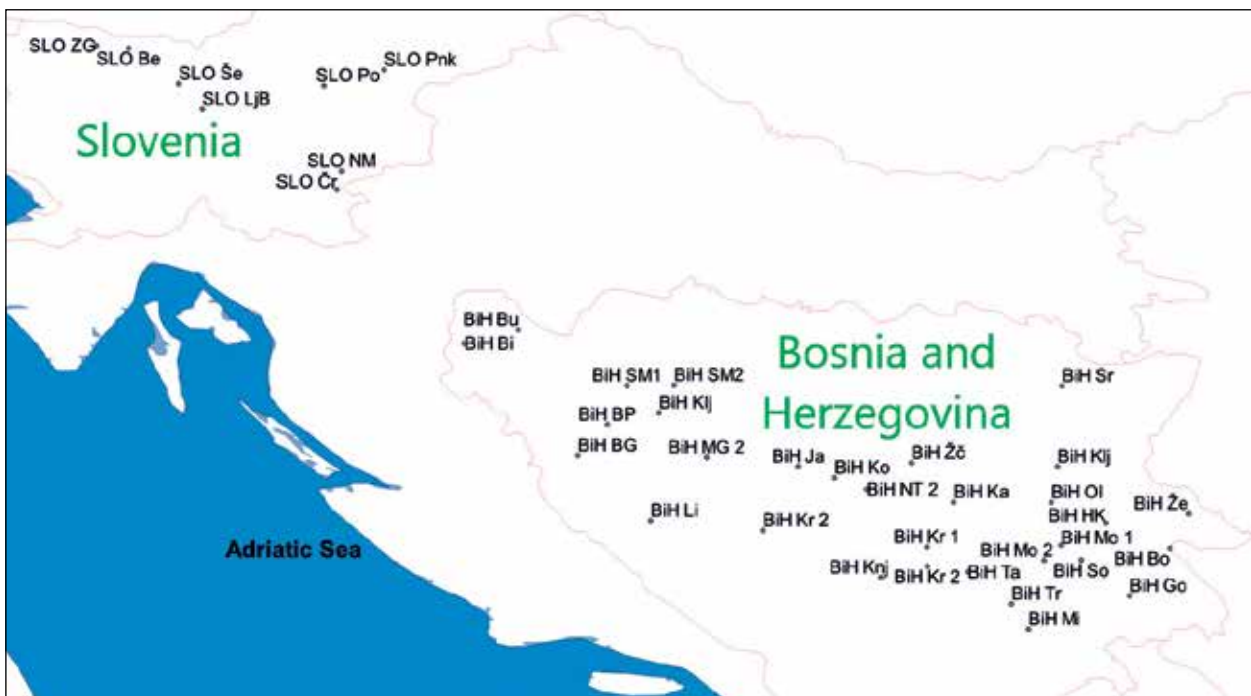 SLO ZG
SLO Be
SLO Še
SLO LjB
SLO Po
SLO Pnk
Slovenia
SLO NM
SLO Čr
BiH Bu
BiH Bi
Bosnia and
Herzegovina
BiH SM1
BiH SM2
BiH Sr
BiH Klj
BiH BP
BiH BG
BiH MG 2
BiH Ja
BiH Ko
BiH Žč
BiH Klj
BiH NT 2
BiH Ka
BiH Ol
BiH HK
BiH Že
BiH Li
BiH Kr 2
BiH Kr 1
BiH Mo 1
BiH Mo 2
BiH Bo
Adriatic Sea
BiH Knj
BiH Kr 2
BiH Ta
BiH So
BiH Go
BiH Tr
BiH Mi